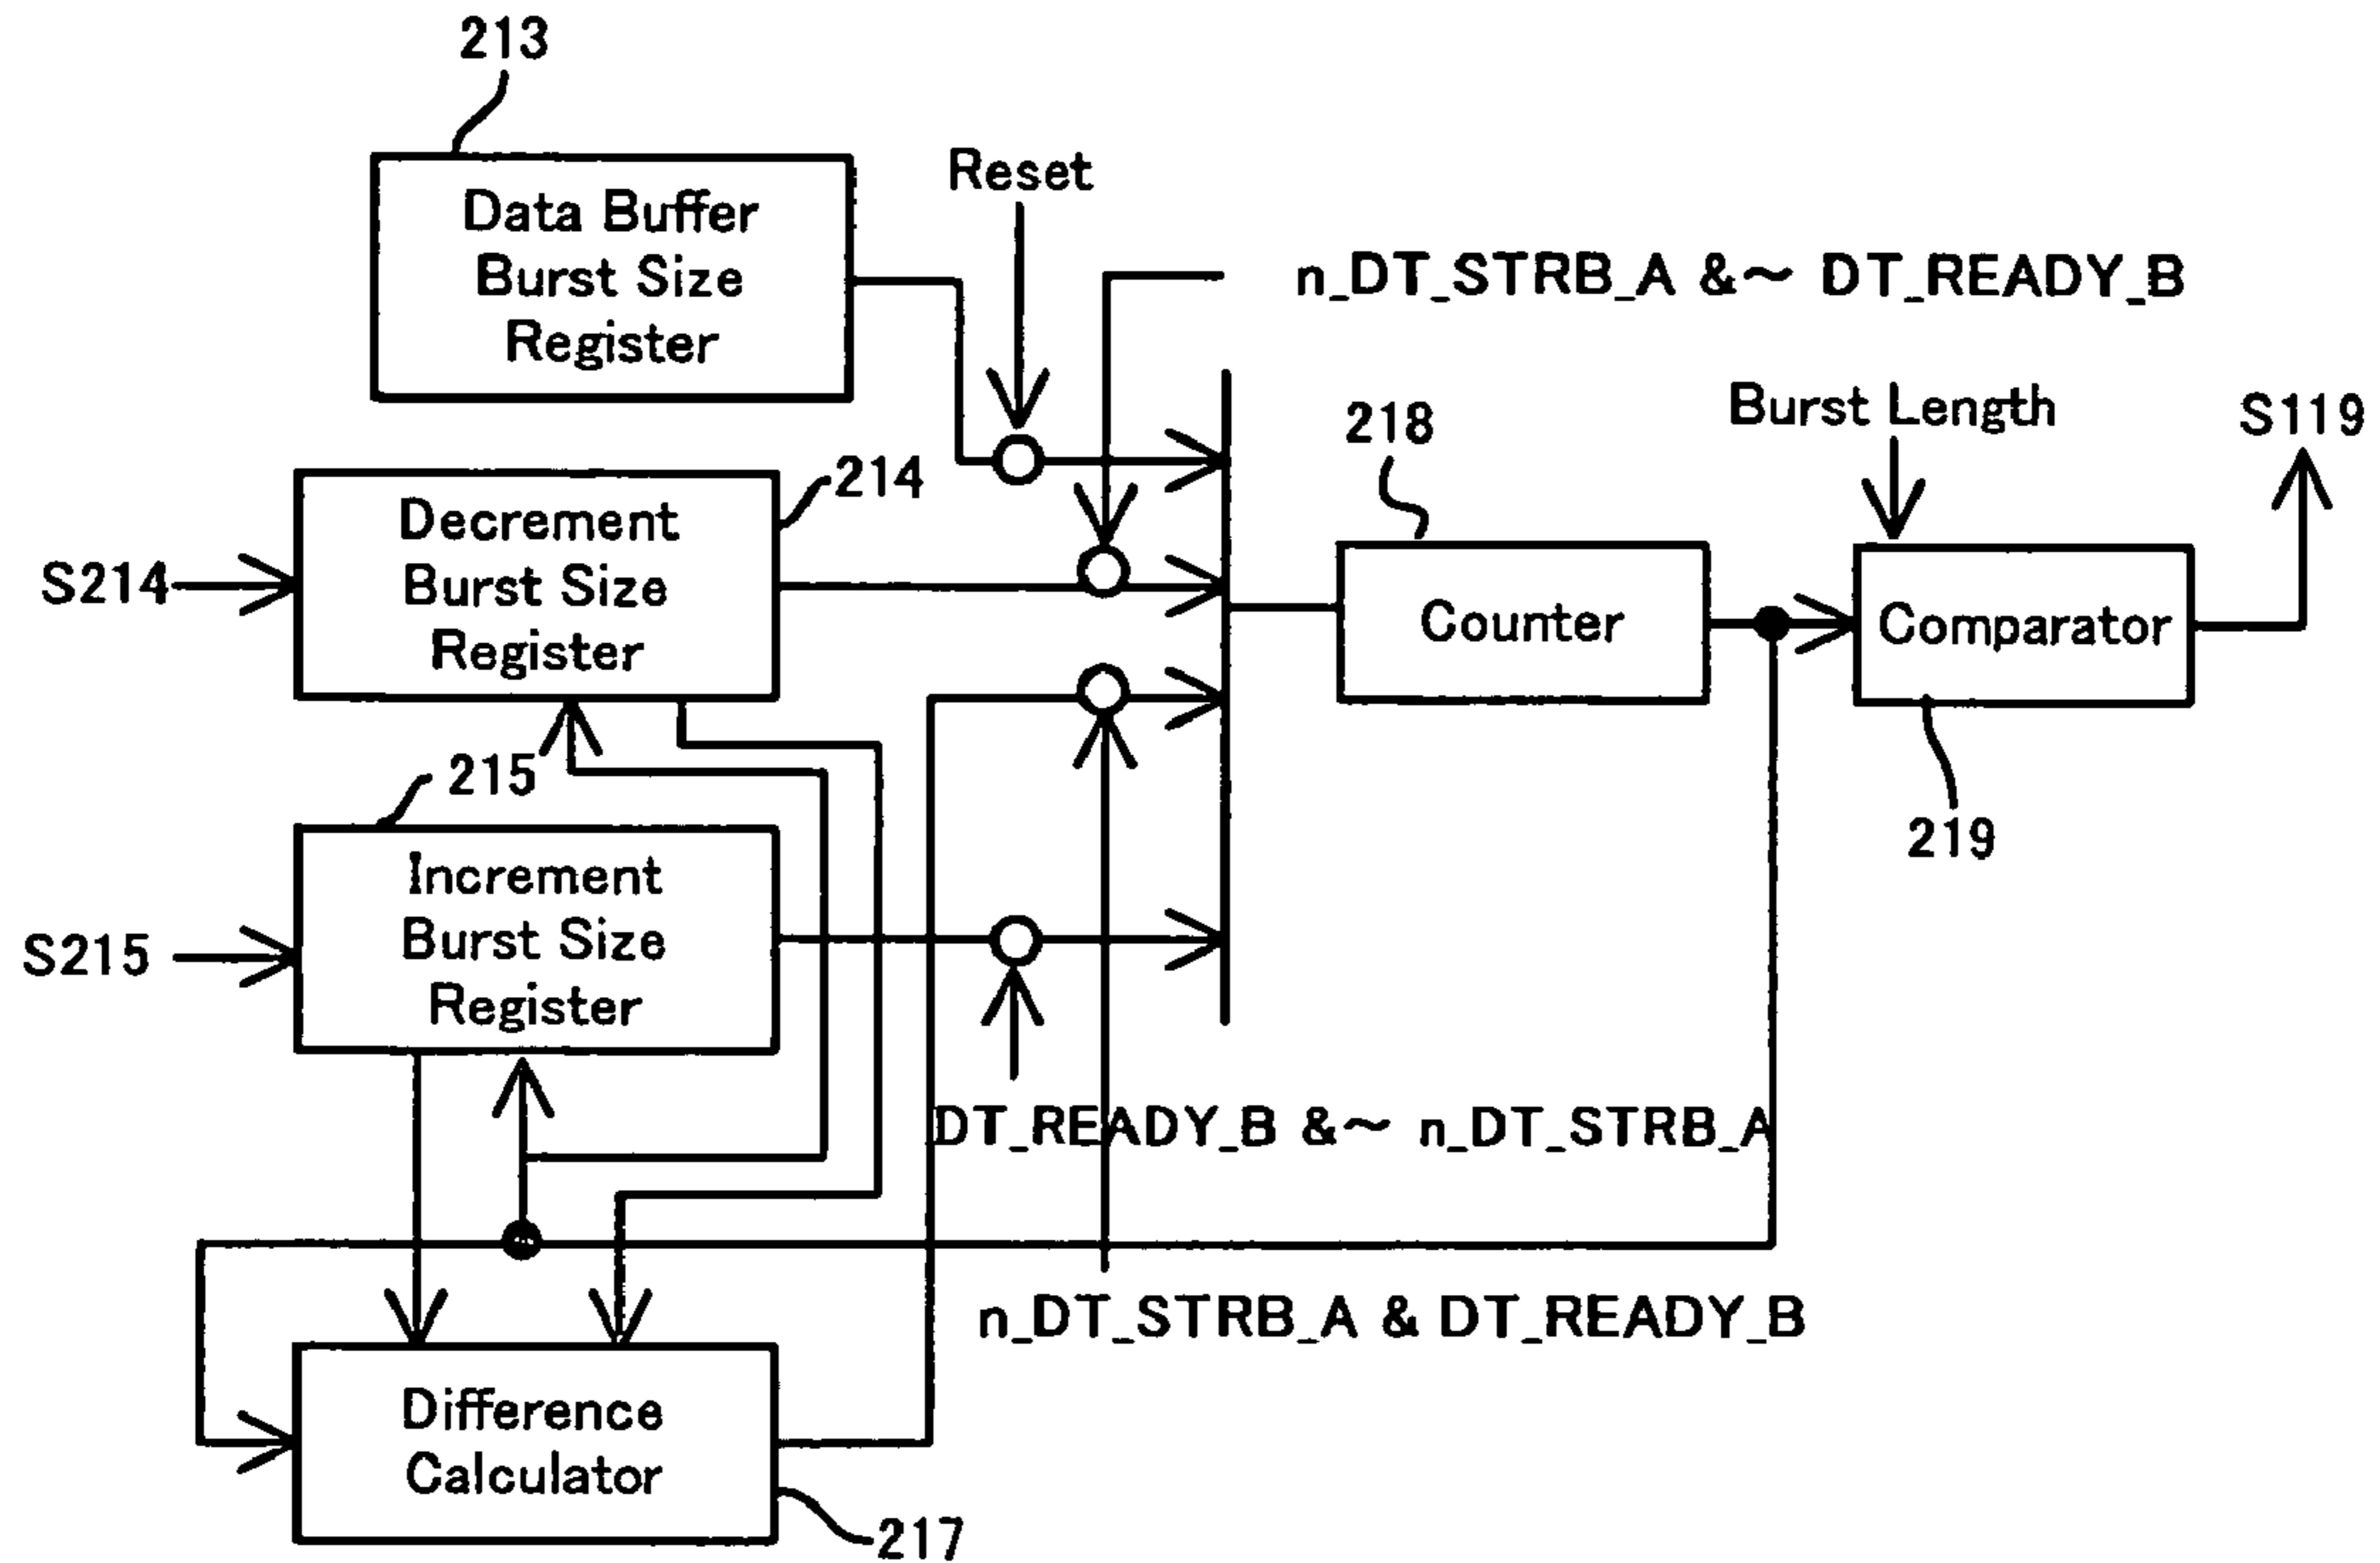 213
Data Buffer
Burst Size
Register
Reset
n_DT_STRB_A &～ DT_READY_B
S214
Decrement
Burst Size
Register
214
218
Counter
Burst Length
Comparator
S119
219
215
S215
Increment
Burst Size
Register
DT_READY_B &～ n_DT_STRB_A
n_DT_STRB_A & DT_READY_B
Difference
Calculator
217